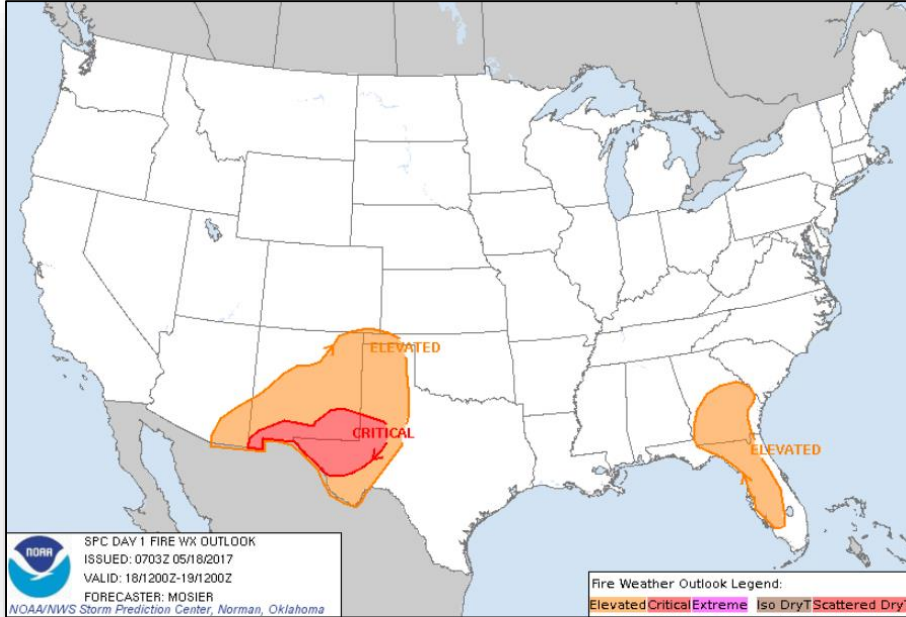 ELEVATED
CRITICAL
ELEVATED
NOAA
SPC DAY 1 FIRE WX OUTLOOK
ISSUED: 0703Z 05/18/2017
VALID: 18/1200Z-19/1200Z
FORECASTER: MOSIER
NOAA/NWS Storm Prediction Center, Norman, Oklahoma
Fire Weather Outlook Legend:
Elevated Critical Extreme Iso DryT Scattered DryT